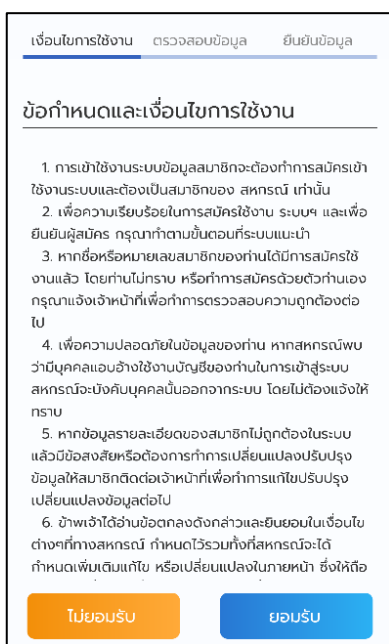 เงื่อนไขการใช้งาน ตรวจสอบข้อมูล ยืนยันข้อมูล
ข้อกำหนดและเงื่อนไขการใช้งาน
1. การเข้าใช้งานระบบข้อมูลสมาชิกจะต้องทำการสมัครเข้า
ใช้งานระบบและต้องเป็นสมาชิกของ สหกรณ์ เท่านั้น
2. เพื่อความเรียบร้อยในการสมัครใช้งาน ระบบฯ และเพื่อ
ยืนยันผู้สมัคร กรุณาทำตามขั้นตอนที่ระบบแนะนำ
3. หากชื่อหรือหมายเลขสมาชิกของท่านได้มีการสมัครใช้
งานแล้ว โดยท่านไม่ทราบ หรือทำการสมัครด้วยตัวท่านเอง
กรุณาแจ้งเจ้าหน้าที่เพื่อทำการตรวจสอบความถูกต้องต่อ
ไป
4. เพื่อความปลอดภัยในข้อมูลของท่าน หากสหกรณ์พบ
ว่ามีบุคคลแอบอ้างใช้งานบัญชีของท่านในการเข้าสู่ระบบ
สหกรณ์จะบังคับบุคคลนั้นออกจากระบบ โดยไม่ต้องแจ้งให้
ทราบ
5. หากข้อมูลรายละเอียดของสมาชิกไม่ถูกต้องในระบบ
แล้วมีข้อสงสัยหรือต้องการทำการเปลี่ยนแปลงปรับปรุง
ข้อมูลให้สมาชิกติดต่อเจ้าหน้าที่เพื่อทำการแก้ไขปรับปรุง
เปลี่ยนแปลงข้อมูลต่อไป
6. ข้าพเจ้าได้อ่านข้อตกลงดังกล่าวและยินยอมในเงื่อนไข
ต่างๆที่ทางสหกรณ์ กำหนดไว้รวมทั้งที่สหกรณ์จะได้
กำหนดเพิ่มเติมแก้ไข หรือเปลี่ยนแปลงในภายหน้า ซึ่งให้ถือ
ไม่ยอมรับ ยอมรับ